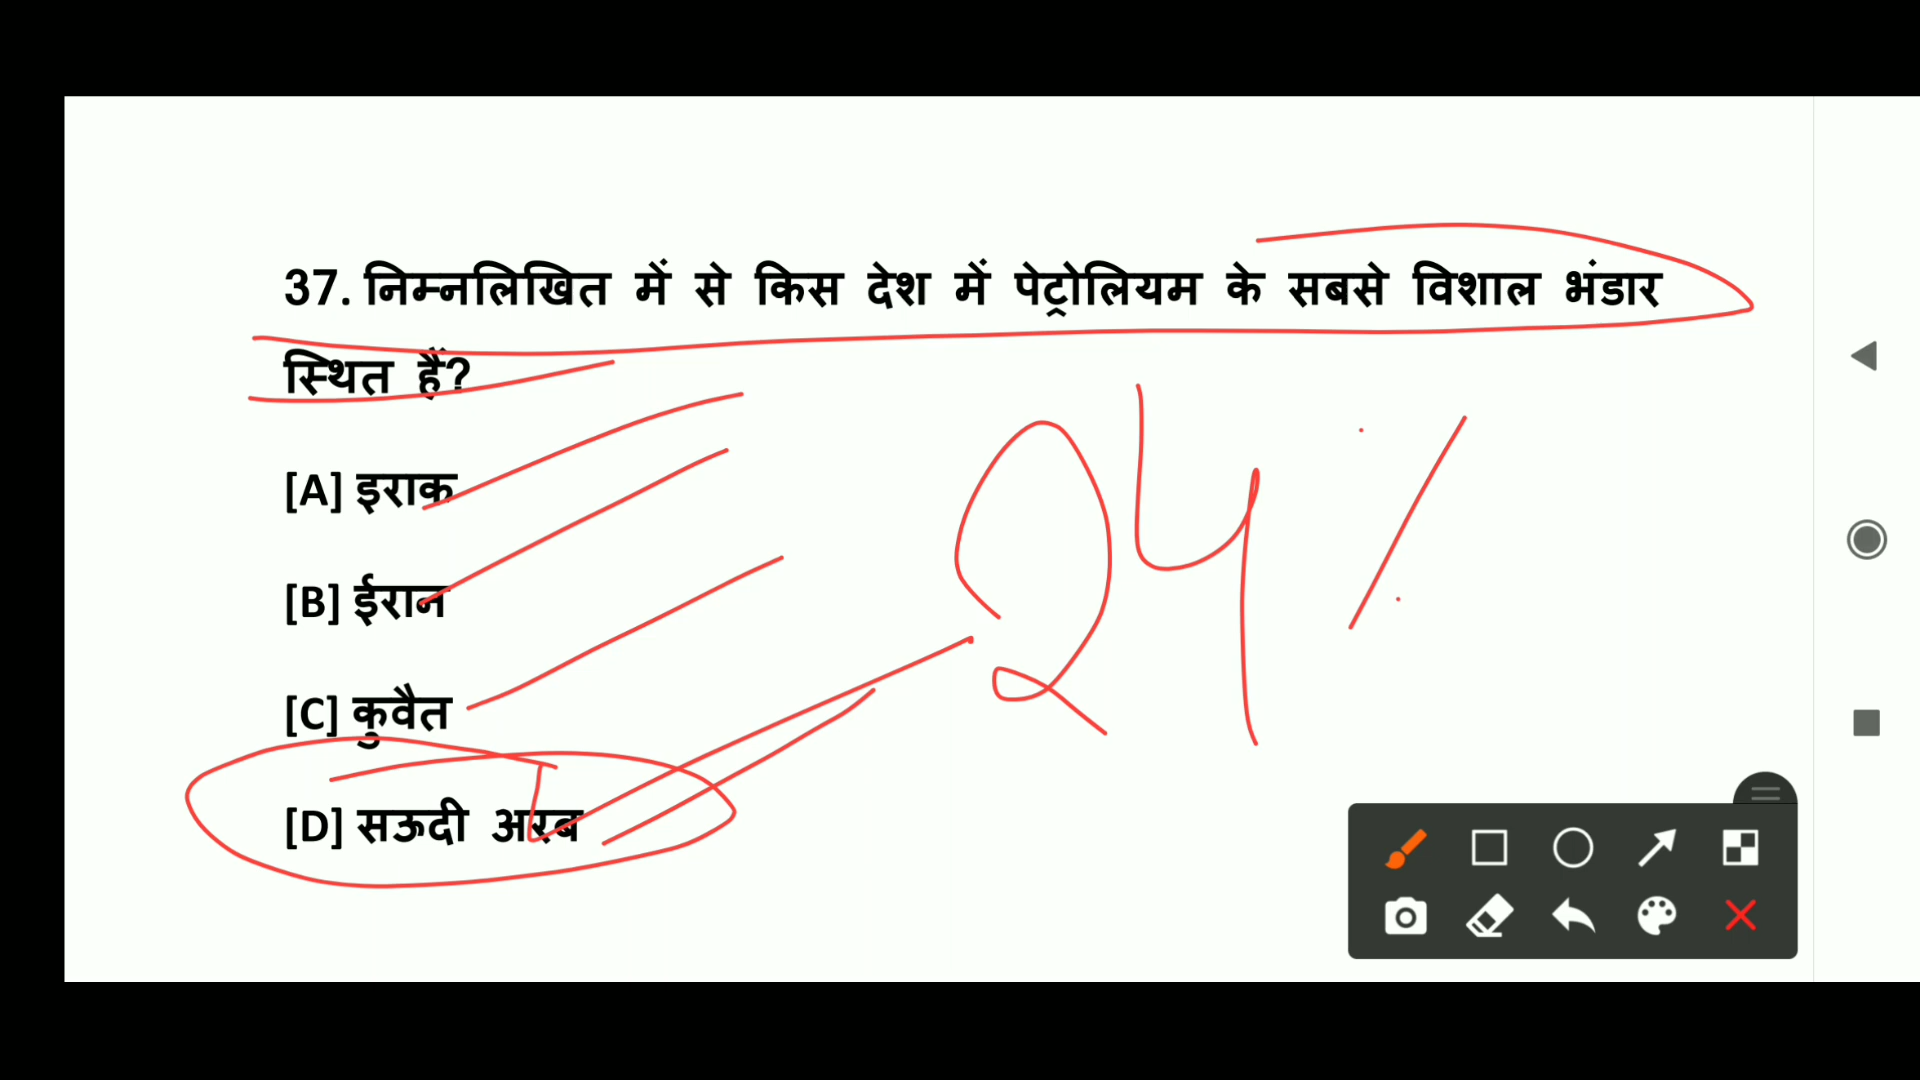 37. निम्नलिखित में से किस देश में पेट्रोलियम के सबसे विशाल भंडार
स्थित हैं?
[A] इराक
[B] ईरान
[C] कुवैत
[D] सऊदी अरब
24 %